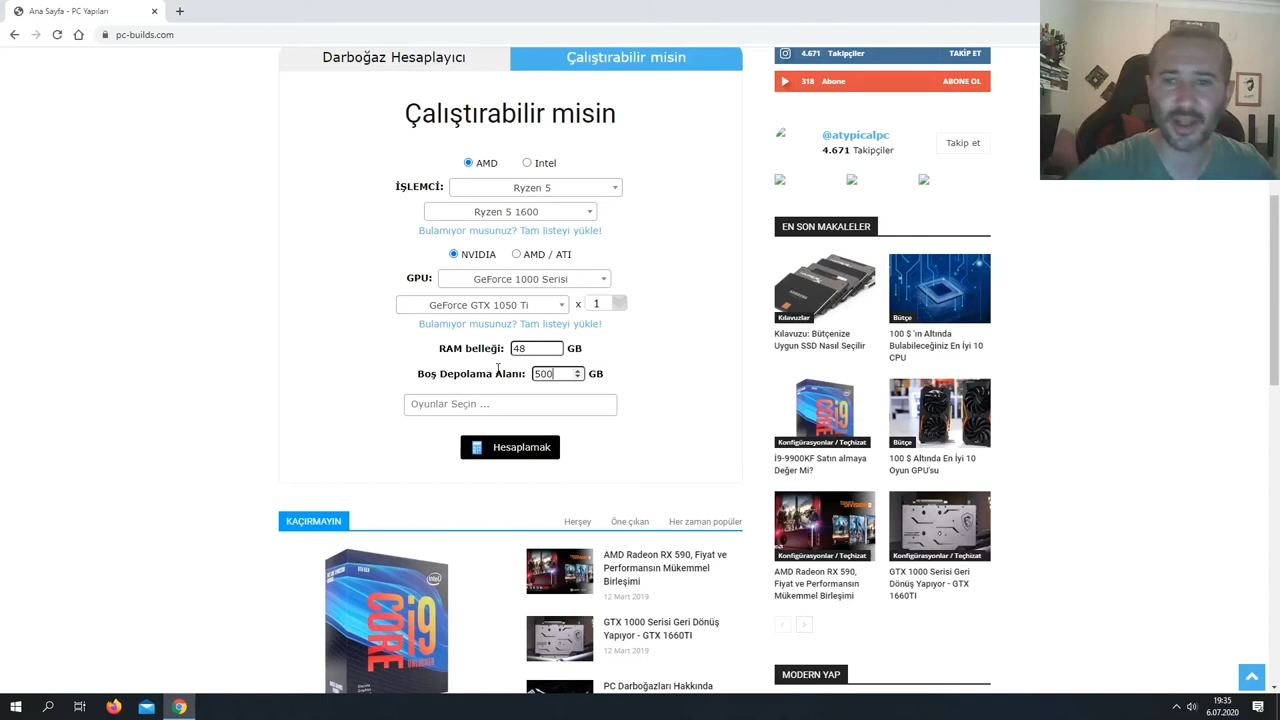 Ana Sayfa - PC
pc-builds.com
Darboğaz Hesaplayıcı
Çalıştırabilir misin
Çalıştırabilir misin
AMD
Intel
İŞLEMCİ:
Ryzen 5
Ryzen 5 1600
Bulamıyor musunuz? Tam listeyi yükle!
NVIDIA
AMD / ATI
GPU:
GeForce 1000 Serisi
GeForce GTX 1050 Ti
x
1
Bulamıyor musunuz? Tam listeyi yükle!
RAM belleği:
48
GB
Boş Depolama Alanı:
500
GB
Oyunlar Seçin ...
Hesaplamak
KAÇIRMAYIN
Herşey
Öne çıkan
Her zaman popüler
AMD Radeon RX 590, Fiyat ve
Performansın Mükemmel
Birleşimi
12 Mart 2019
GTX 1000 Serisi Geri Dönüş
Yapıyor - GTX 1660TI
12 Mart 2019
PC Darboğazları Hakkında
intel
CORE
i9
UNLOCKED
4.671 Takipçiler
TAKİP ET
318 Abone
ABONE OL
@atypicalpc
4.671 Takipçiler
Takip et
EN SON MAKALELER
Kılavuzlar
Kılavuzu: Bütçenize
Uygun SSD Nasıl Seçilir
Bütçe
100 $ 'ın Altında
Bulabileceğiniz En İyi 10
CPU
CORE
i9
Konfigürasyonlar / Teçhizat
İ9-9900KF Satın almaya
Değer Mi?
Bütçe
100 $ Altında En İyi 10
Oyun GPU'su
Konfigürasyonlar / Teçhizat
AMD Radeon RX 590,
Fiyat ve Performansın
Mükemmel Birleşimi
Konfigürasyonlar / Teçhizat
GTX 1000 Serisi Geri
Dönüş Yapıyor - GTX
1660TI
MODERN YAP
19:35
6.07.2020